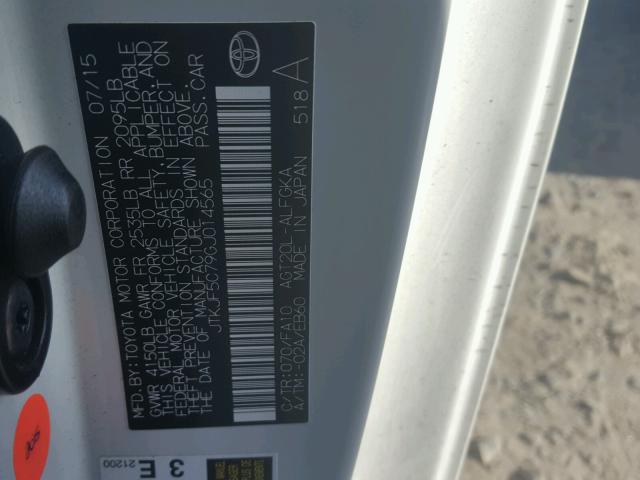 MFD.BY:TOYOTA MOTOR CORPORATION 07/15
GVWR 4150LB GAWR FR 2535LB RR 2095LB
THIS VEHICLE CONFORMS TO ALL APPLICABLE
FEDERAL MOTOR VEHICLE SAFETY, BUMPER, AND
THEFT PREVENTION STANDARDS IN EFFECT ON
THE DATE OF MANUFACTURE SHOWN ABOVE.
JTKJF5C79GJ014565 PASS.CAR
C/TR:070/FA10 AGT20L-ALFGKA
A/TM:-02A/EB60 MADE IN JAPAN 518 A
3 E
21200